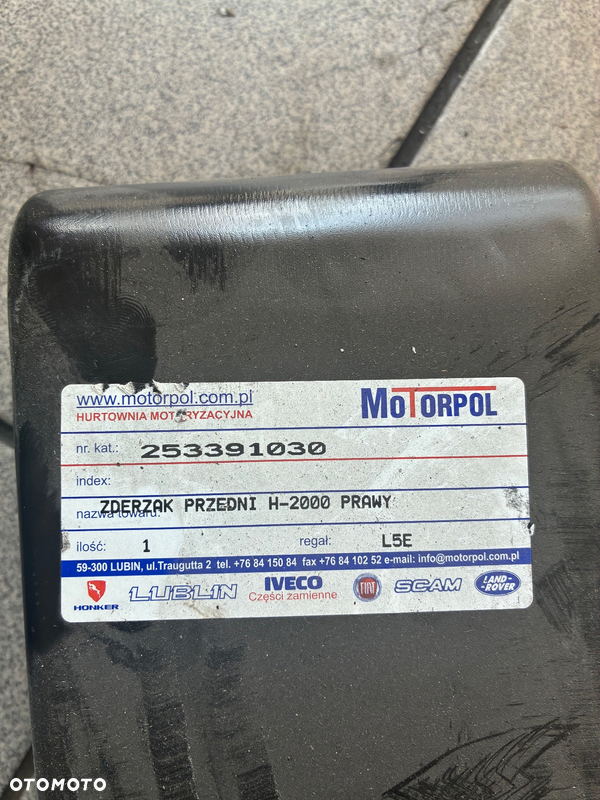 www.motorpol.com.pl
HURTOWNIA MOTORYZACYJNA
MOTORPOL
nr. kat.: 253391030
index:
ZDERZAK PRZEDNI H-2000 PRAWY
nazwa towaru:
ilość: 1 regał: L5E
59-300 LUBIN, ul.Traugutta 2 tel. +76 84 150 84 fax +76 84 102 52 e-mail: info@motorpol.com.pl
HONKER
LUBLIN
IVECO
Części zamienne
FIAT
SCAM
LAND-ROVER
OTOMOTO